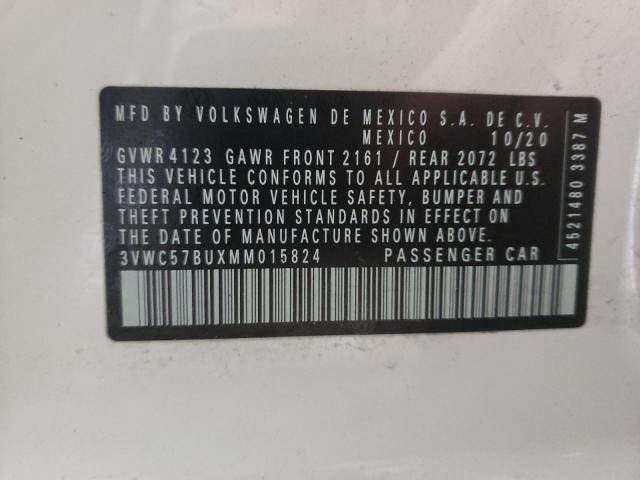 MFD BY VOLKSWAGEN DE MEXICO S.A. DE C.V.
MEXICO 10/20
GVWR 4123 GAWR FRONT 2161 / REAR 2072 LBS
THIS VEHICLE CONFORMS TO ALL APPLICABLE U.S.
FEDERAL MOTOR VEHICLE SAFETY, BUMPER AND
THEFT PREVENTION STANDARDS IN EFFECT ON
THE DATE OF MANUFACTURE SHOWN ABOVE.
3VWC57BUXMM015824 PASSENGER CAR
4521480 3387 M